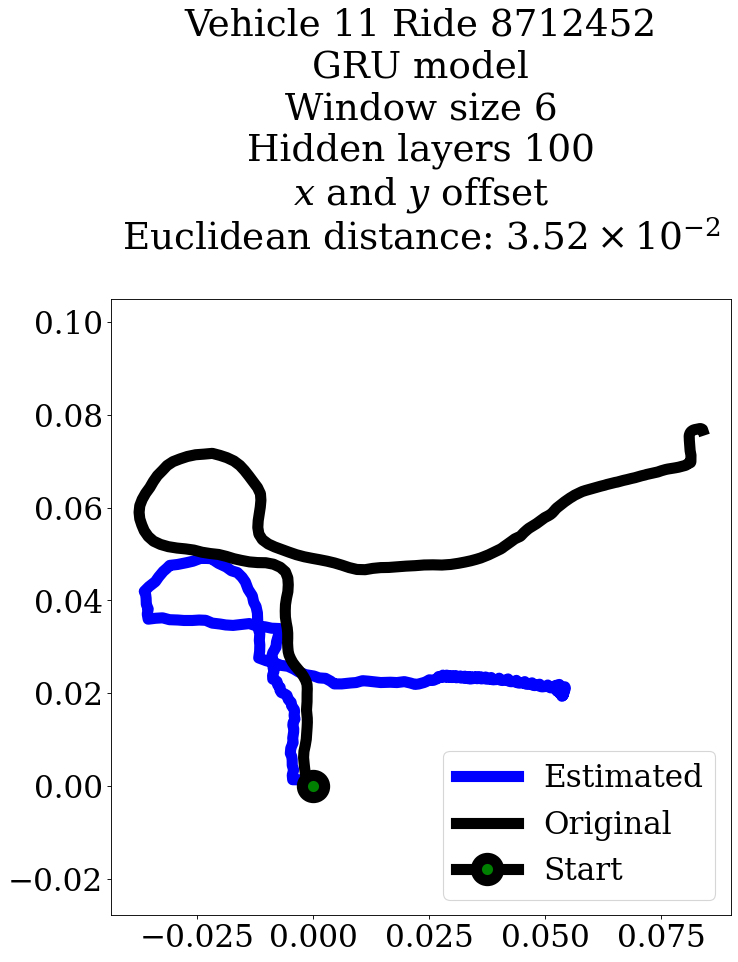 Vehicle 11 Ride 8712452
GRU model
Window size 6
Hidden layers 100
x and y offset
Euclidean distance: 3.52 × 10⁻²
0.10
0.08
0.06
0.04
0.02
0.00
−0.02
Estimated
Original
Start
−0.025 0.000 0.025 0.050 0.075